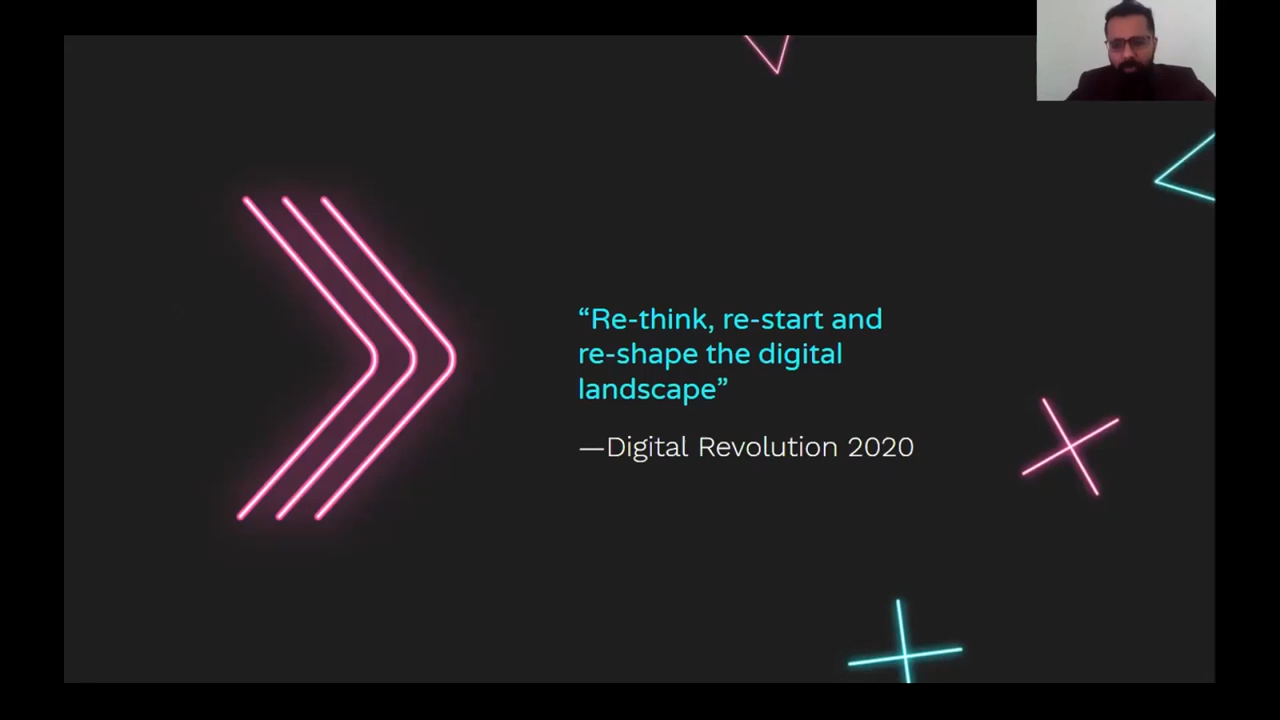 “Re-think, re-start and
re-shape the digital
landscape”
—Digital Revolution 2020